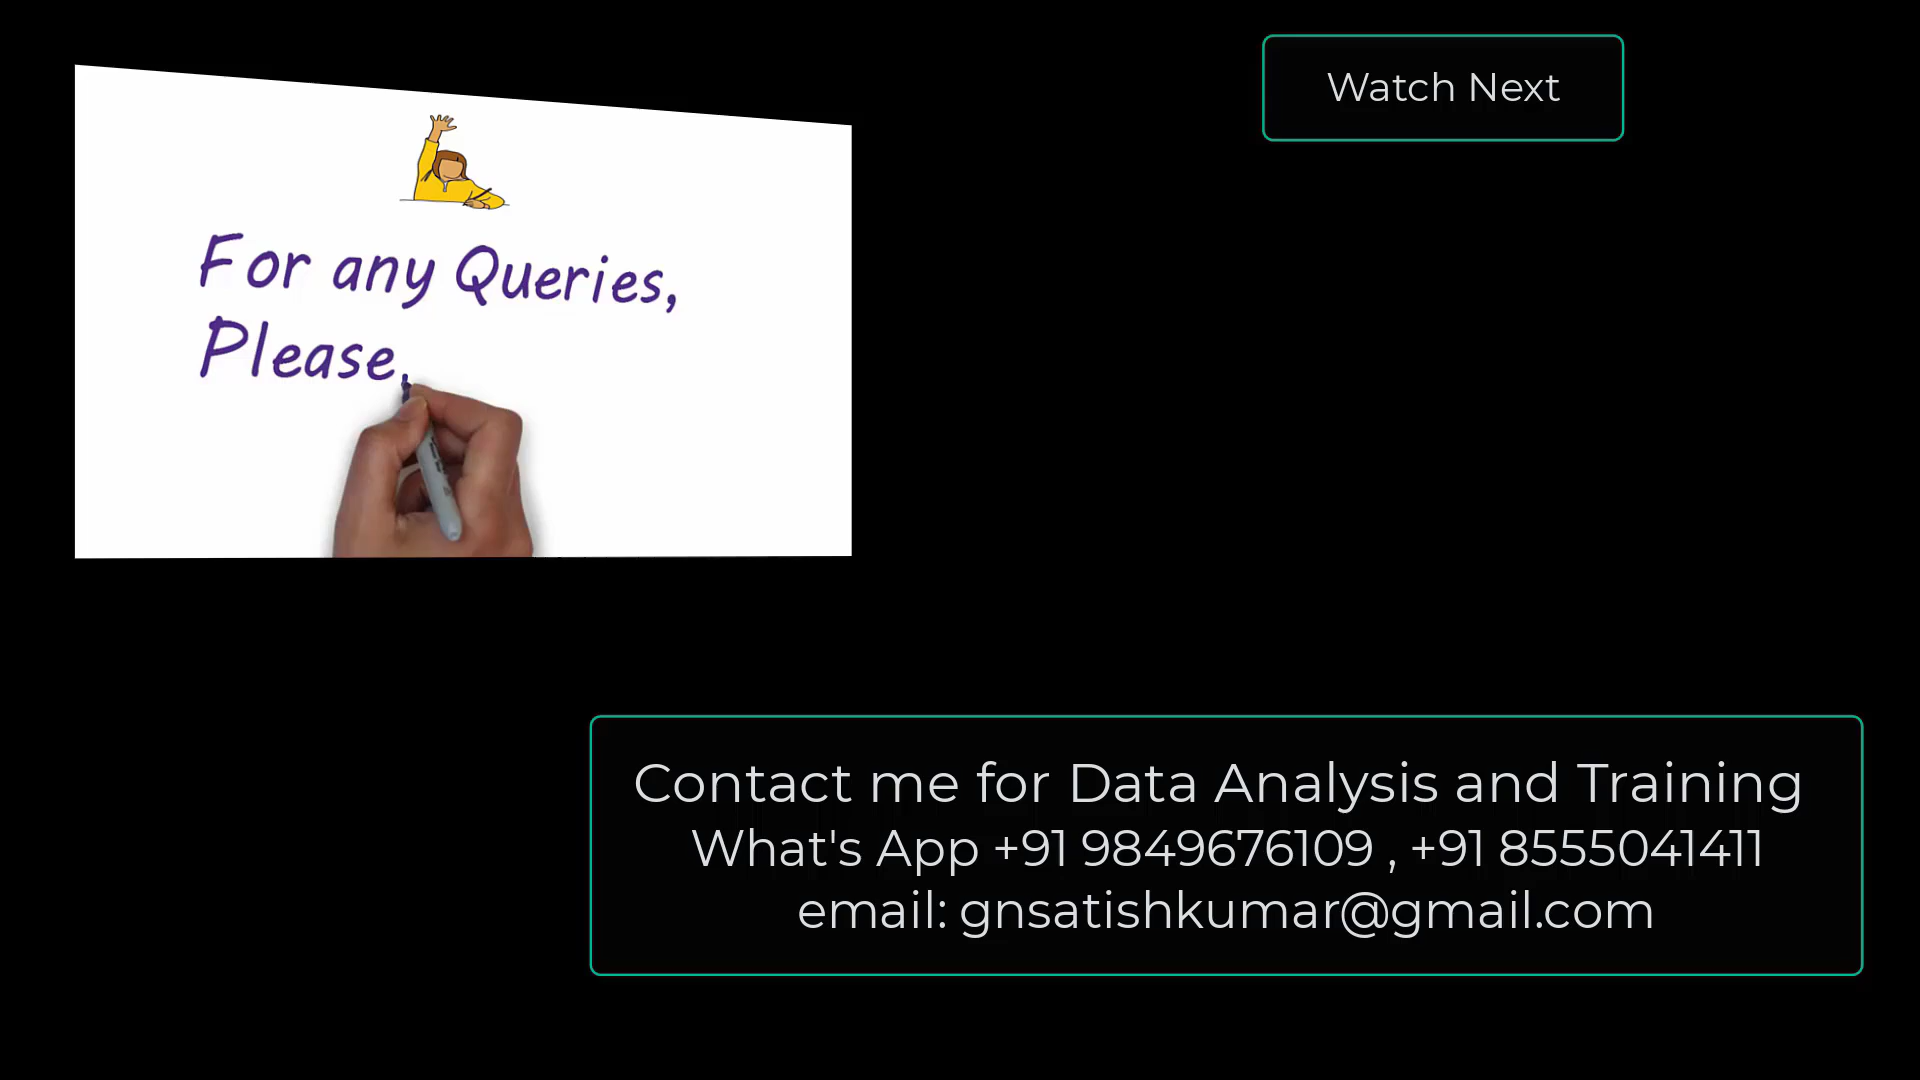 Watch Next
For any Queries,
Please,
Contact me for Data Analysis and Training
What's App +91 9849676109 , +91 8555041411
email: gnsatishkumar@gmail.com